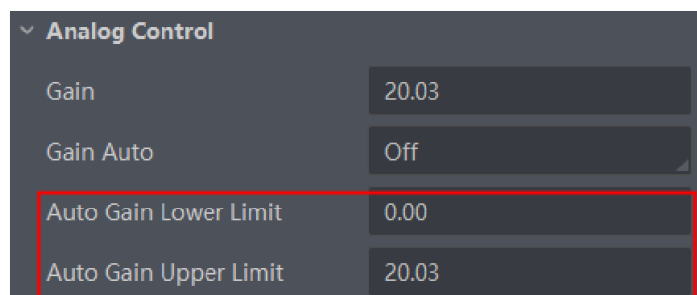 Analog Control
Gain 20.03
Gain Auto Off
Auto Gain Lower Limit 0.00
Auto Gain Upper Limit 20.03